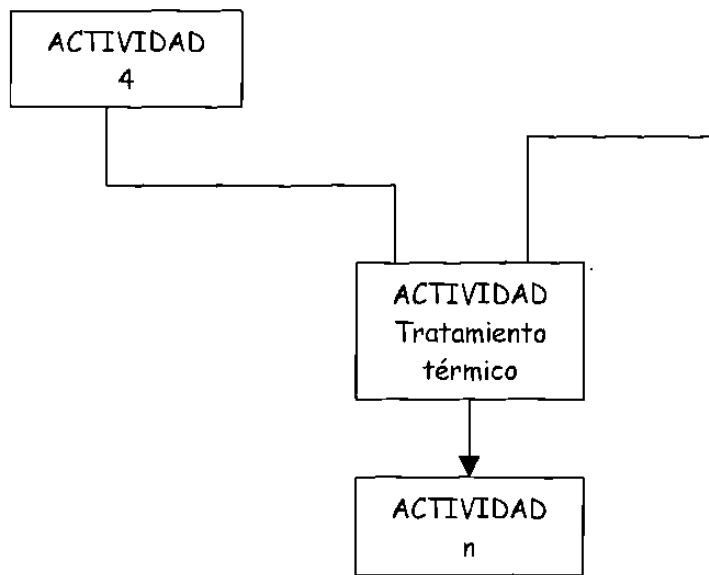 ACTIVIDAD
4
ACTIVIDAD
Tratamiento
térmico
ACTIVIDAD
n